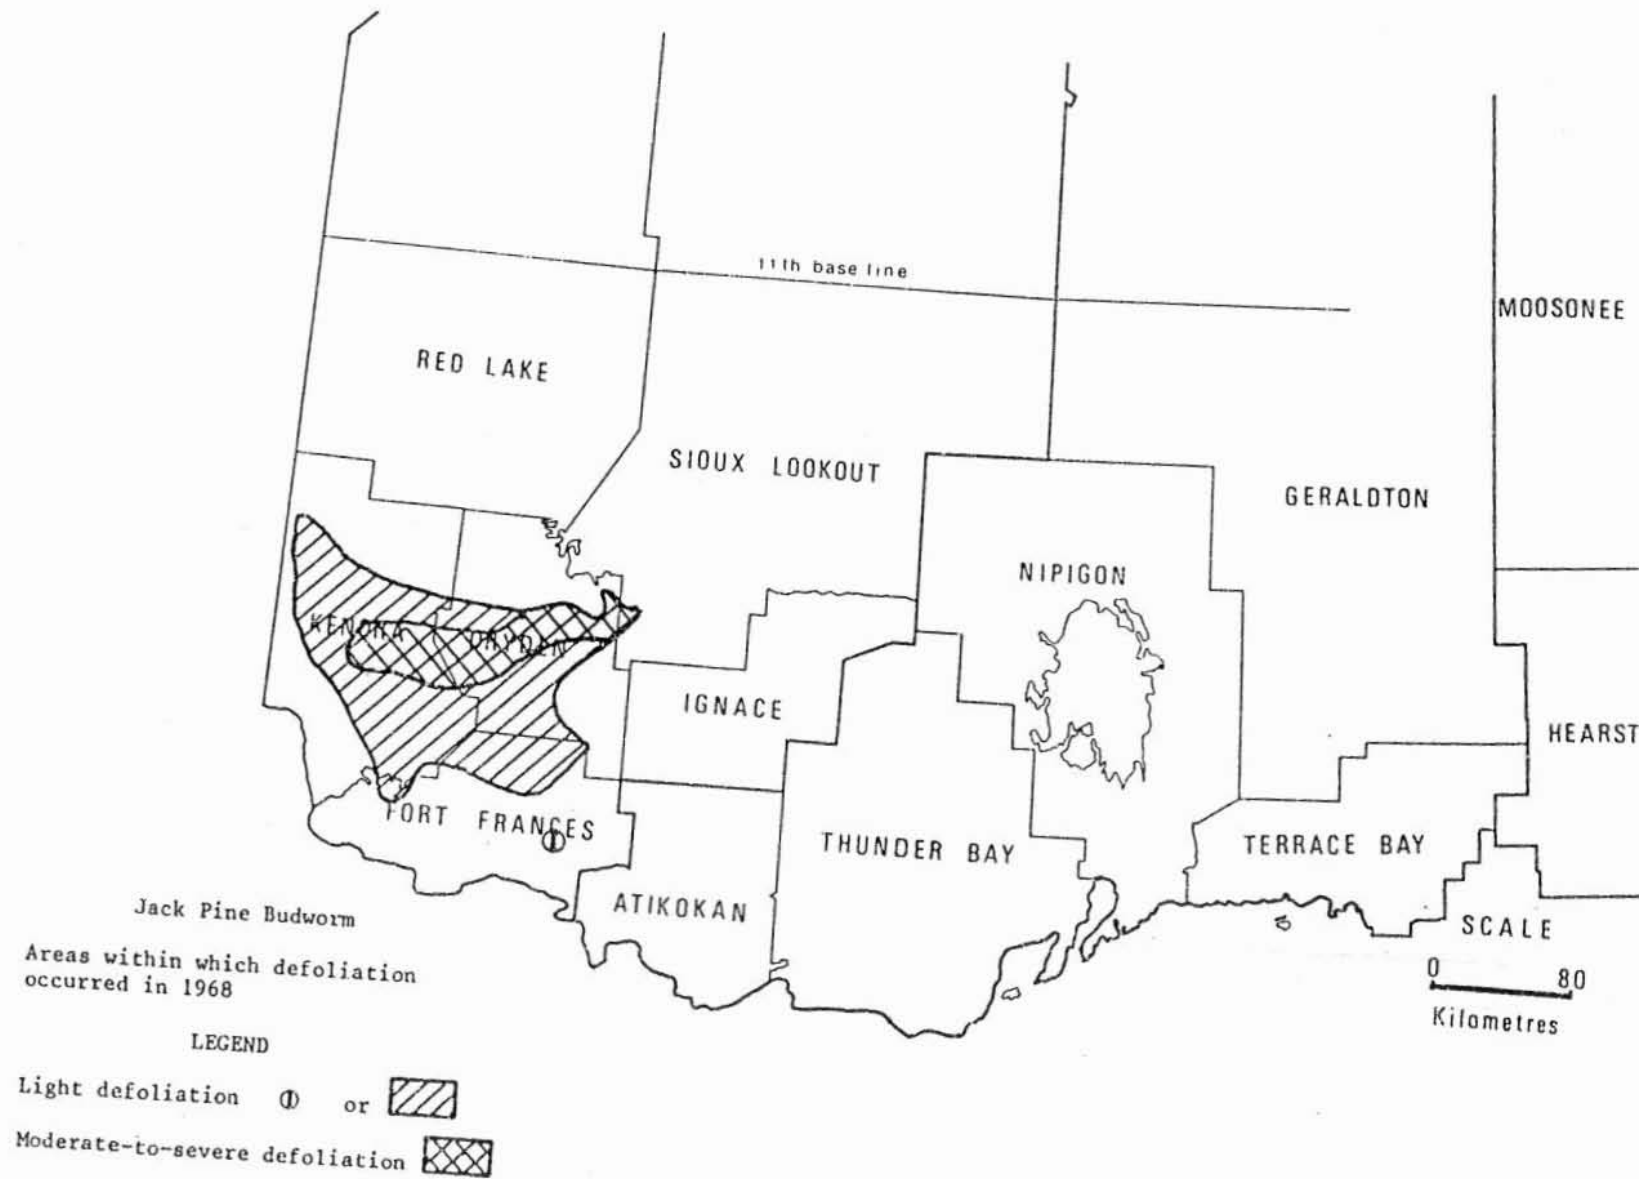 11th base line
MOOSONEE
RED LAKE
SIOUX LOOKOUT
GERALDTON
NIPIGON
KENORA
DRYDEN
IGNACE
HEARST
FORT FRANCES
THUNDER BAY
TERRACE BAY
ATIKOKAN
SCALE
0 80
Kilometres
Jack Pine Budworm
Areas within which defoliation
occurred in 1968
LEGEND
Light defoliation or
Moderate-to-severe defoliation